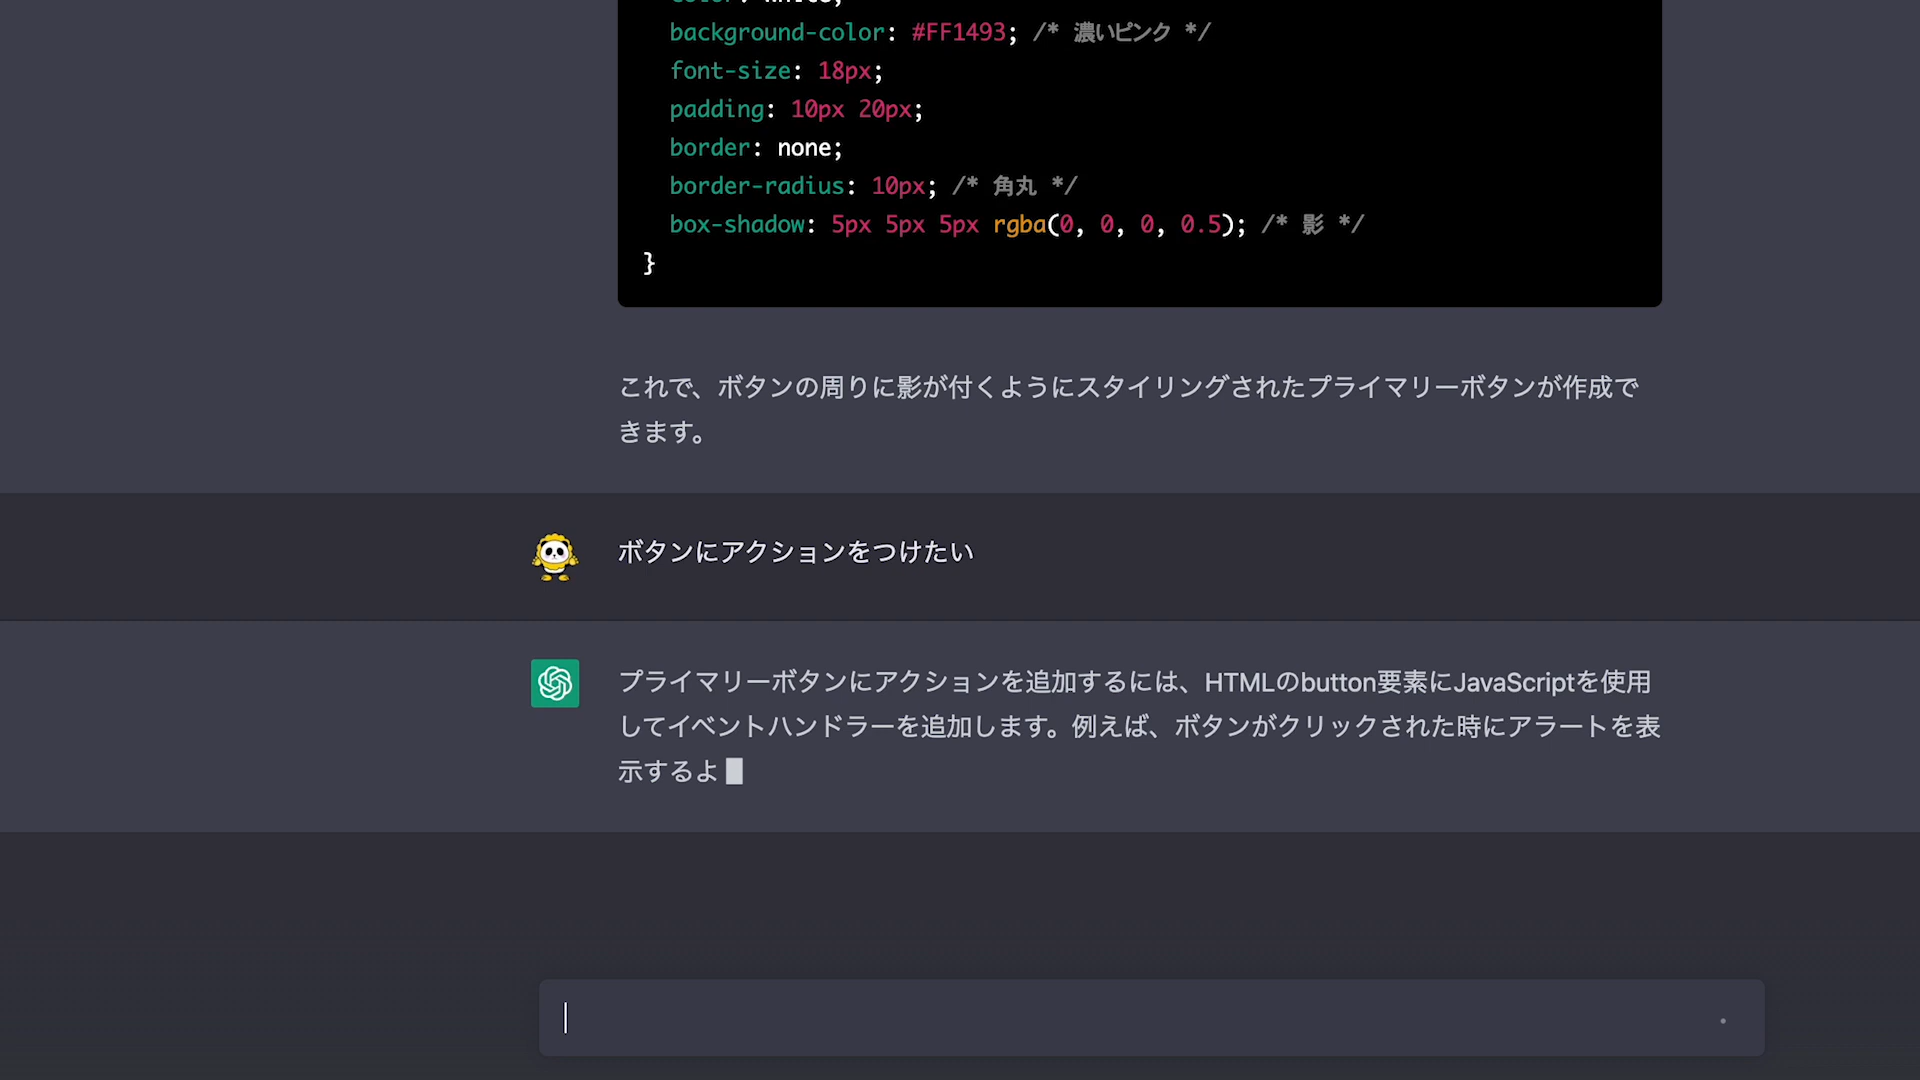 color: white;
background-color: #FF1493; /* 濃いピンク */
font-size: 18px;
padding: 10px 20px;
border: none;
border-radius: 10px; /* 角丸 */
box-shadow: 5px 5px 5px rgba(0, 0, 0, 0.5); /* 影 */
}
これで、ボタンの周りに影が付くようにスタイリングされたプライマリーボタンが作成で
きます。
ボタンにアクションをつけたい
プライマリーボタンにアクションを追加するには、HTMLのbutton要素にJavaScriptを使用
してイベントハンドラーを追加します。例えば、ボタンがクリックされた時にアラートを表
示するよ